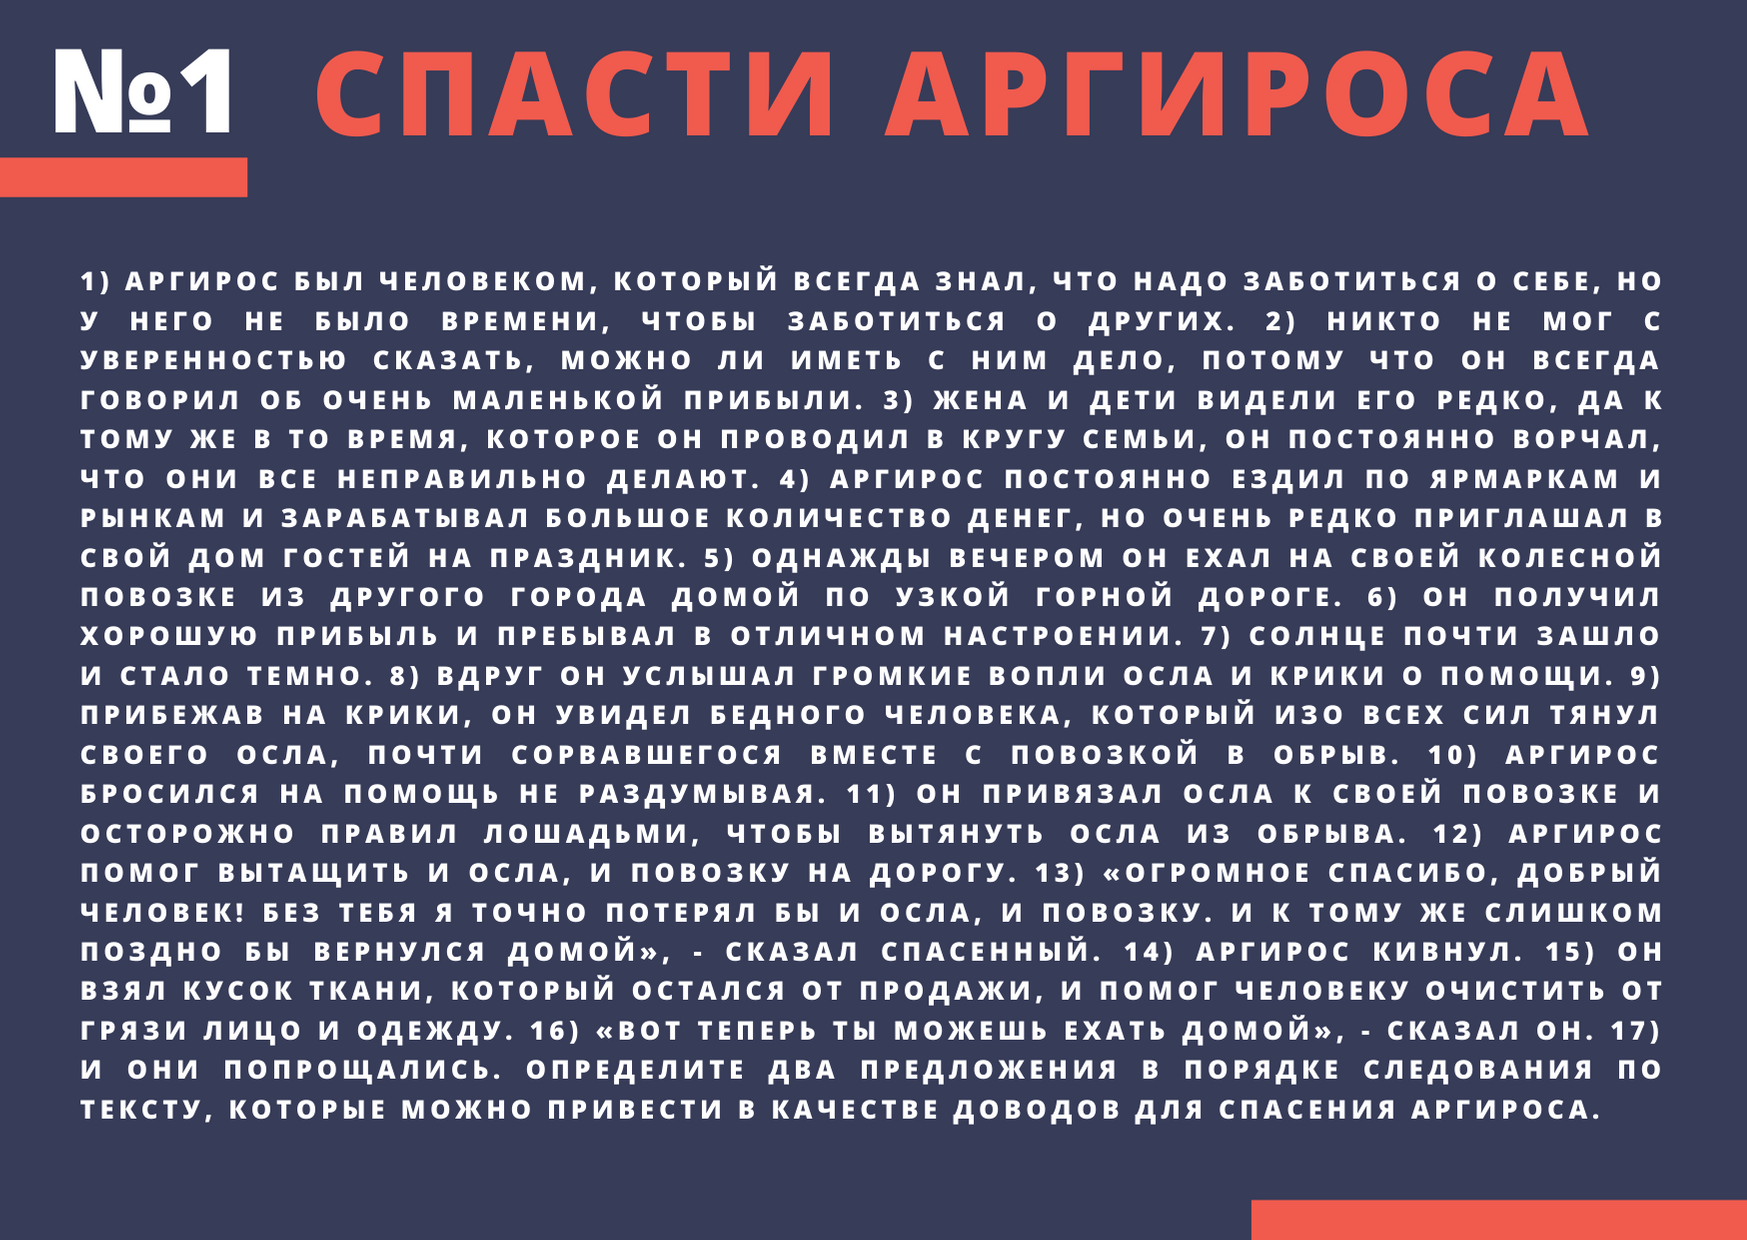 №1 СПАСТИ АРГИРОСА
1) АРГИРОС БЫЛ ЧЕЛОВЕКОМ, КОТОРЫЙ ВСЕГДА ЗНАЛ, ЧТО НАДО ЗАБОТИТЬСЯ О СЕБЕ, НО
У НЕГО НЕ БЫЛО ВРЕМЕНИ, ЧТОБЫ ЗАБОТИТЬСЯ О ДРУГИХ. 2) НИКТО НЕ МОГ С
УВЕРЕННОСТЬЮ СКАЗАТЬ, МОЖНО ЛИ ИМЕТЬ С НИМ ДЕЛО, ПОТОМУ ЧТО ОН ВСЕГДА
ГОВОРИЛ ОБ ОЧЕНЬ МАЛЕНЬКОЙ ПРИБЫЛИ. 3) ЖЕНА И ДЕТИ ВИДЕЛИ ЕГО РЕДКО, ДА К
ТОМУ ЖЕ В ТО ВРЕМЯ, КОТОРОЕ ОН ПРОВОДИЛ В КРУГУ СЕМЬИ, ОН ПОСТОЯННО ВОРЧАЛ,
ЧТО ОНИ ВСЕ НЕПРАВИЛЬНО ДЕЛАЮТ. 4) АРГИРОС ПОСТОЯННО ЕЗДИЛ ПО ЯРМАРКАМ И
РЫНКАМ И ЗАРАБАТЫВАЛ БОЛЬШОЕ КОЛИЧЕСТВО ДЕНЕГ, НО ОЧЕНЬ РЕДКО ПРИГЛАШАЛ В
СВОЙ ДОМ ГОСТЕЙ НА ПРАЗДНИК. 5) ОДНАЖДЫ ВЕЧЕРОМ ОН ЕХАЛ НА СВОЕЙ КОЛЕСНОЙ
ПОВОЗКЕ ИЗ ДРУГОГО ГОРОДА ДОМОЙ ПО УЗКОЙ ГОРНОЙ ДОРОГЕ. 6) ОН ПОЛУЧИЛ
ХОРОШУЮ ПРИБЫЛЬ И ПРЕБЫВАЛ В ОТЛИЧНОМ НАСТРОЕНИИ. 7) СОЛНЦЕ ПОЧТИ ЗАШЛО
И СТАЛО ТЕМНО. 8) ВДРУГ ОН УСЛЫШАЛ ГРОМКИЕ ВОПЛИ ОСЛА И КРИКИ О ПОМОЩИ. 9)
ПРИБЕЖАВ НА КРИКИ, ОН УВИДЕЛ БЕДНОГО ЧЕЛОВЕКА, КОТОРЫЙ ИЗО ВСЕХ СИЛ ТЯНУЛ
СВОЕГО ОСЛА, ПОЧТИ СОРВАВШЕГОСЯ ВМЕСТЕ С ПОВОЗКОЙ В ОБРЫВ. 10) АРГИРОС
БРОСИЛСЯ НА ПОМОЩЬ НЕ РАЗДУМЫВАЯ. 11) ОН ПРИВЯЗАЛ ОСЛА К СВОЕЙ ПОВОЗКЕ И
ОСТОРОЖНО ПРАВИЛ ЛОШАДЬМИ, ЧТОБЫ ВЫТЯНУТЬ ОСЛА ИЗ ОБРЫВА. 12) АРГИРОС
ПОМОГ ВЫТАЩИТЬ И ОСЛА, И ПОВОЗКУ НА ДОРОГУ. 13) «ОГРОМНОЕ СПАСИБО, ДОБРЫЙ
ЧЕЛОВЕК! БЕЗ ТЕБЯ Я ТОЧНО ПОТЕРЯЛ БЫ И ОСЛА, И ПОВОЗКУ. И К ТОМУ ЖЕ СЛИШКОМ
ПОЗДНО БЫ ВЕРНУЛСЯ ДОМОЙ», - СКАЗАЛ СПАСЕННЫЙ. 14) АРГИРОС КИВНУЛ. 15) ОН
ВЗЯЛ КУСОК ТКАНИ, КОТОРЫЙ ОСТАЛСЯ ОТ ПРОДАЖИ, И ПОМОГ ЧЕЛОВЕКУ ОЧИСТИТЬ ОТ
ГРЯЗИ ЛИЦО И ОДЕЖДУ. 16) «ВОТ ТЕПЕРЬ ТЫ МОЖЕШЬ ЕХАТЬ ДОМОЙ», - СКАЗАЛ ОН. 17)
И ОНИ ПОПРОЩАЛИСЬ. ОПРЕДЕЛИТЕ ДВА ПРЕДЛОЖЕНИЯ В ПОРЯДКЕ СЛЕДОВАНИЯ ПО
ТЕКСТУ, КОТОРЫЕ МОЖНО ПРИВЕСТИ В КАЧЕСТВЕ ДОВОДОВ ДЛЯ СПАСЕНИЯ АРГИРОСА.